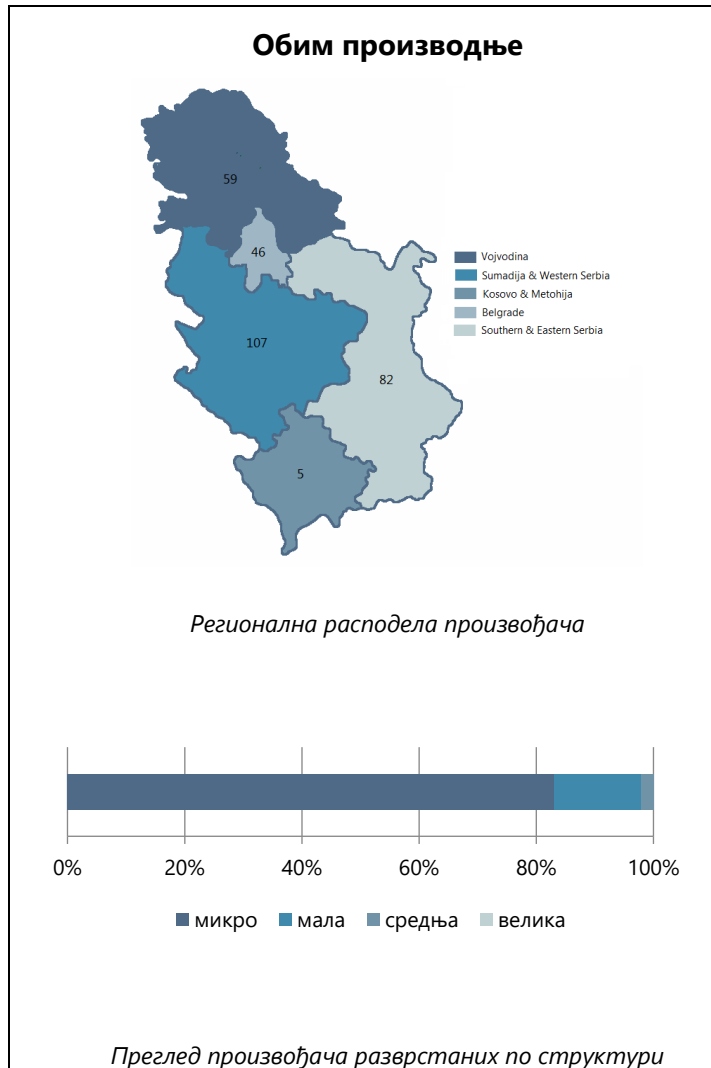 Обим производње
59
46
107
82
5
Vojvodina
Sumadija & Western Serbia
Kosovo & Metohija
Belgrade
Southern & Eastern Serbia
Регионална расподела произвођача
0% 20% 40% 60% 80% 100%
микро мала средња велика
Преглед произвођача разврстаних по структури